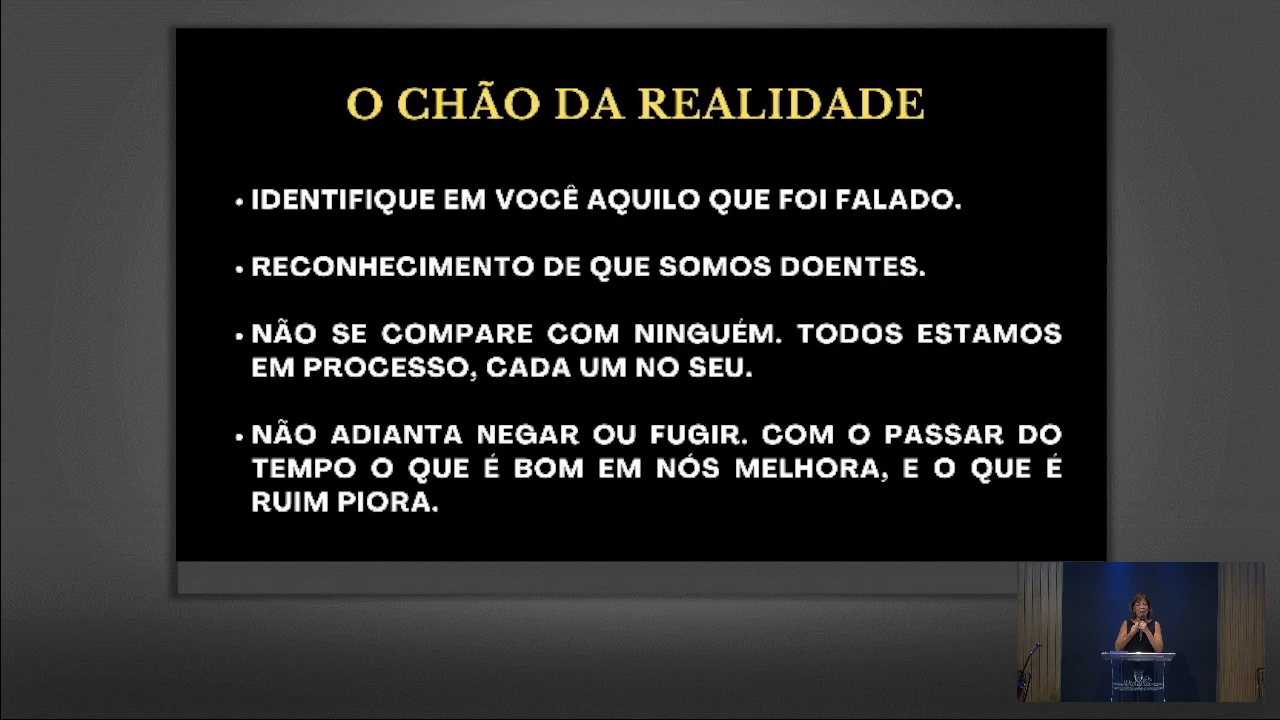 O CHÃO DA REALIDADE
• IDENTIFIQUE EM VOCÊ AQUILO QUE FOI FALADO.
• RECONHECIMENTO DE QUE SOMOS DOENTES.
• NÃO SE COMPARE COM NINGUÉM. TODOS ESTAMOS
EM PROCESSO, CADA UM NO SEU.
• NÃO ADIANTA NEGAR OU FUGIR. COM O PASSAR DO
TEMPO O QUE É BOM EM NÓS MELHORA, E O QUE É
RUIM PIORA.